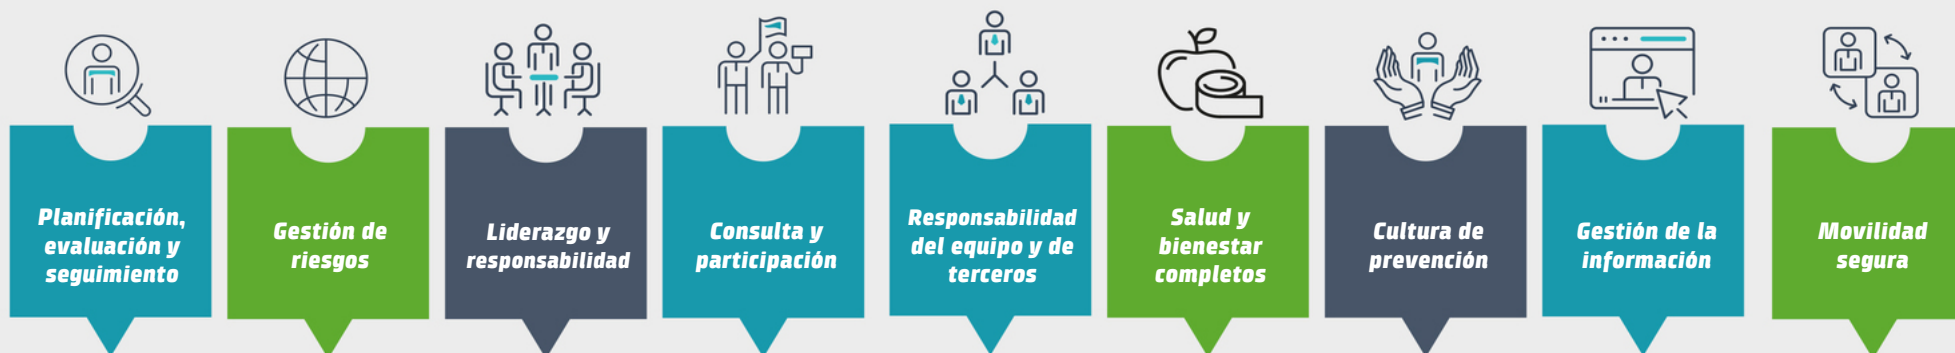 Planificación,
evaluación y
seguimiento
Gestión de
riesgos
Liderazgo y
responsabilidad
Consulta y
participación
Responsabilidad
del equipo y de
terceros
Salud y
bienestar
completos
Cultura de
prevención
Gestión de la
información
Movilidad
segura